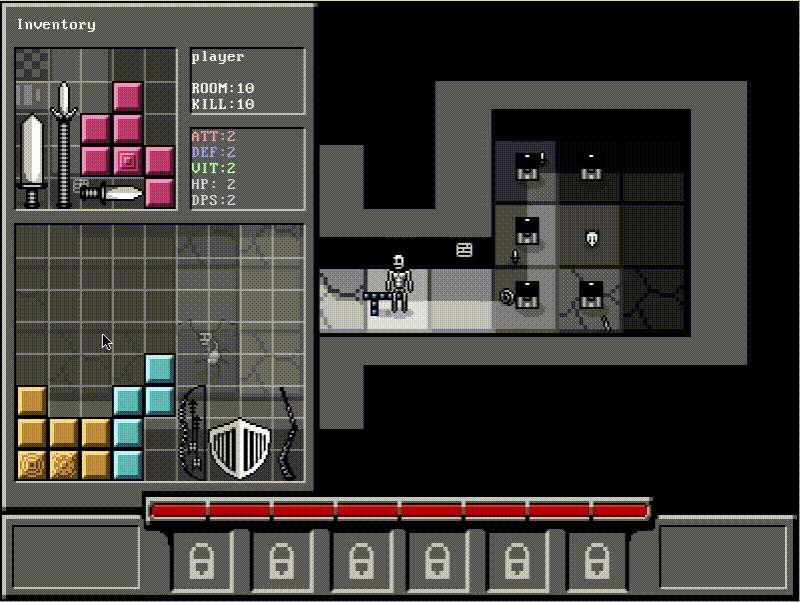 Inventory
player
ROOM:10
KILL:10
ATT:2
DEF:2
VIT:2
HP: 2
DPS:2